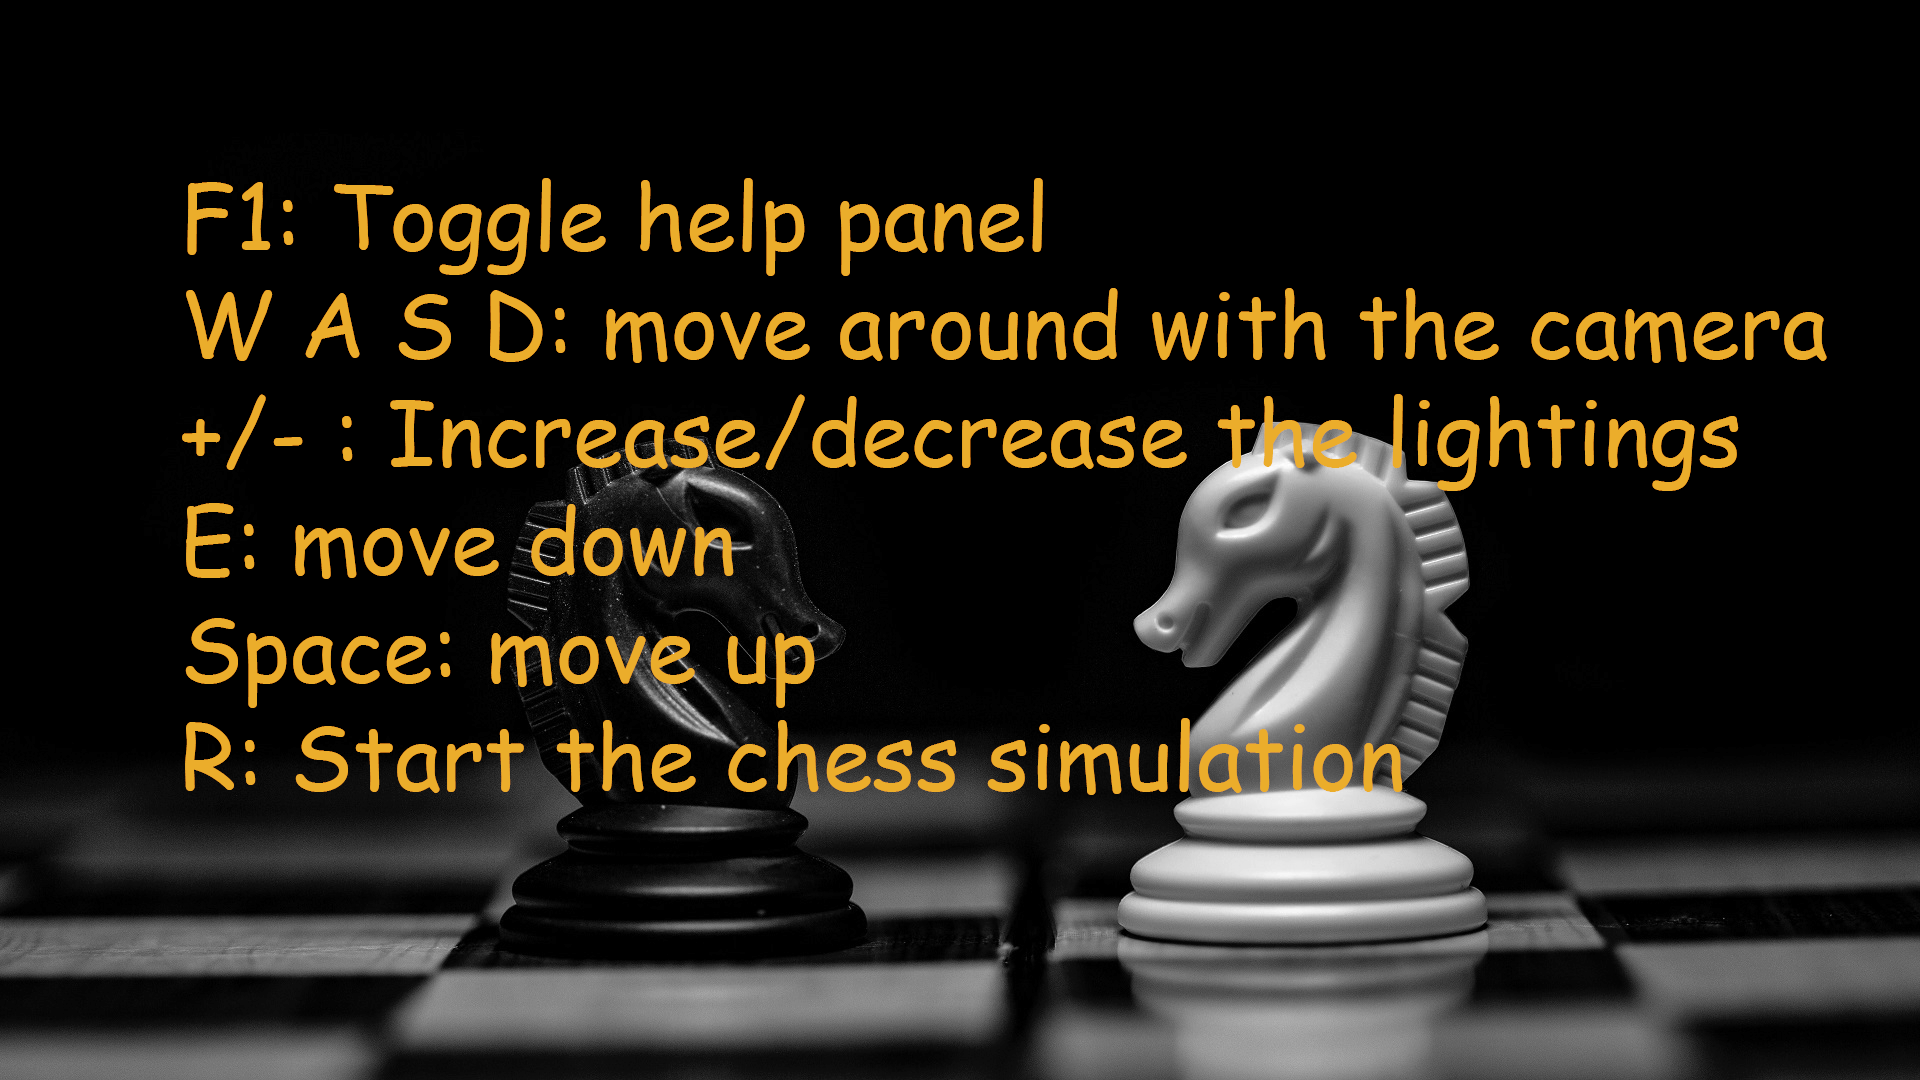 F1: Toggle help panel
W A S D: move around with the camera
+/- : Increase/decrease the lightings
E: move down
Space: move up
R: Start the chess simulation